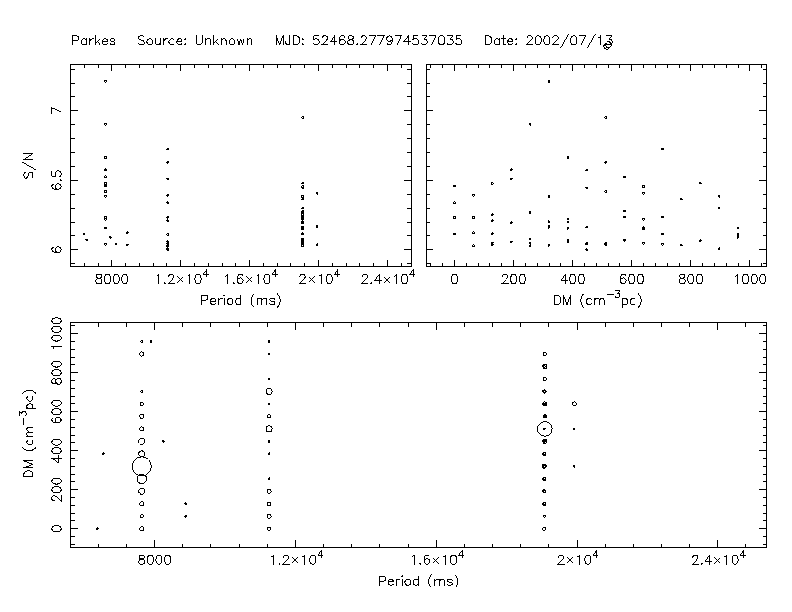 Parkes Source: Unknown MJD: 52468.277974537035 Date: 2002/07/13
7
6.5
6
S/N
8000 1.2×10⁴ 1.6×10⁴ 2×10⁴ 2.4×10⁴
Period (ms)
0 200 400 600 800 1000
DM (cm⁻³pc)
1000
800
600
400
200
0
DM (cm⁻³pc)
8000 1.2×10⁴ 1.6×10⁴ 2×10⁴ 2.4×10⁴
Period (ms)